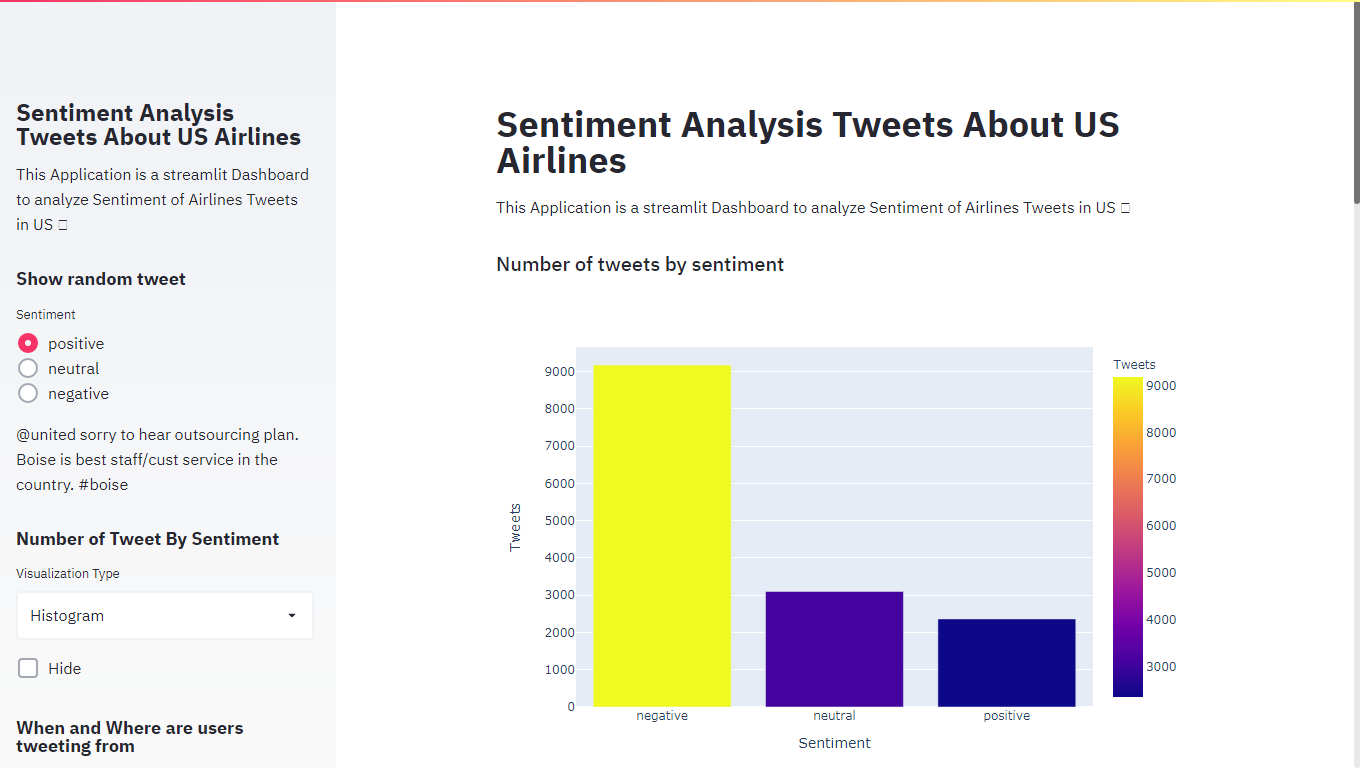 Sentiment Analysis
Tweets About US Airlines
This Application is a streamlit Dashboard
to analyze Sentiment of Airlines Tweets
in US
Show random tweet
Sentiment
positive
neutral
negative
@united sorry to hear outsourcing plan.
Boise is best staff/cust service in the
country. #boise
Number of Tweet By Sentiment
Visualization Type
Histogram
Hide
When and Where are users
tweeting from
Sentiment Analysis Tweets About US
Airlines
This Application is a streamlit Dashboard to analyze Sentiment of Airlines Tweets in US
Number of tweets by sentiment
Tweets
9000
8000
7000
6000
5000
4000
3000
2000
1000
0
negative
neutral
positive
Sentiment
Tweets
9000
8000
7000
6000
5000
4000
3000